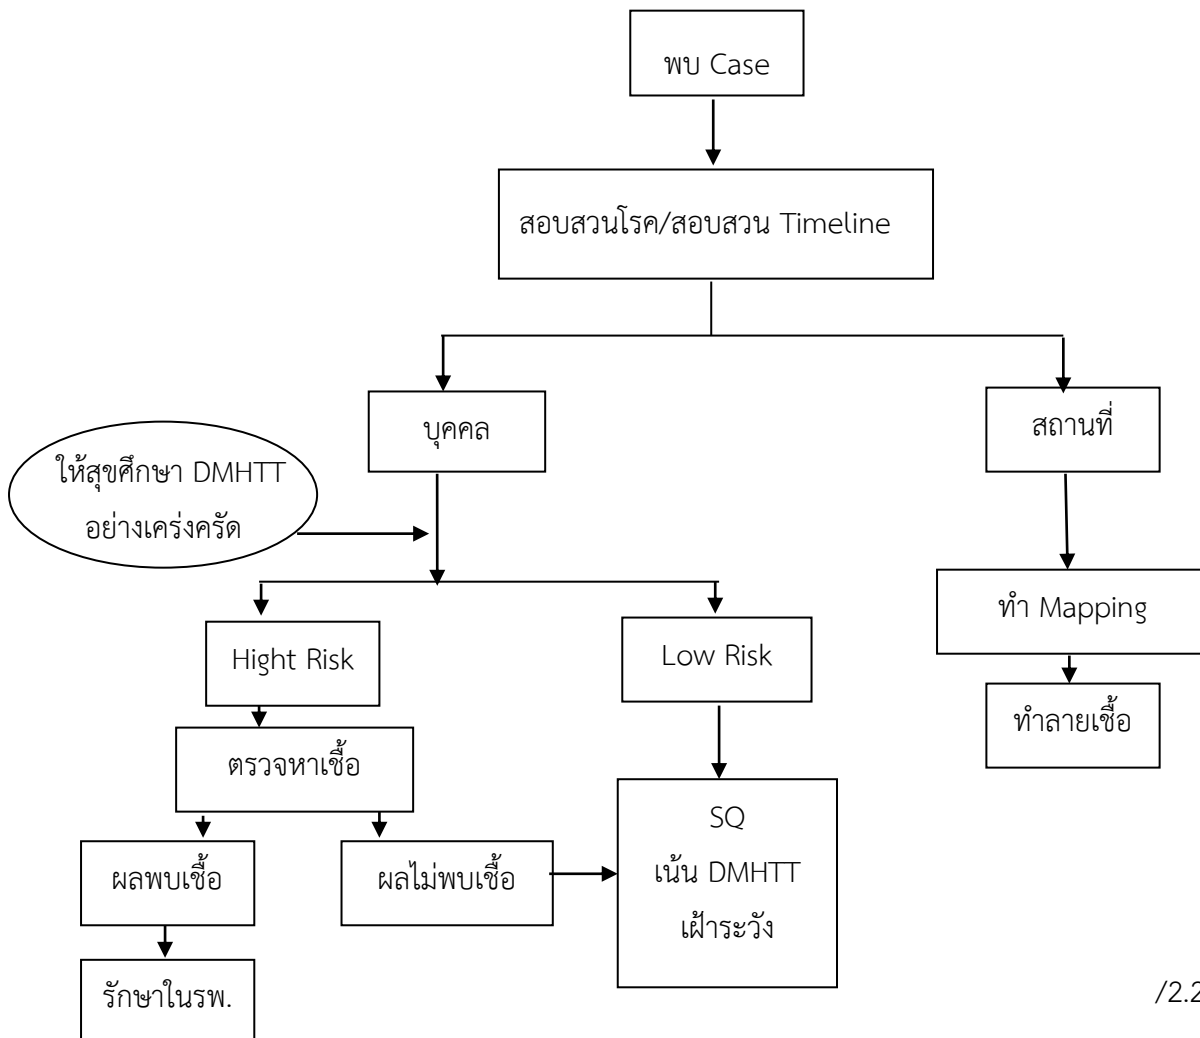 พบ Case
สอบสวนโรค/สอบสวน Timeline
บุคคล
สถานที่
ให้สุขศึกษา DMHTT
อย่างเคร่งครัด
ทำ Mapping
Hight Risk
Low Risk
ทำลายเชื้อ
ตรวจหาเชื้อ
SQ
เน้น DMHTT
เฝ้าระวัง
ผลพบเชื้อ
ผลไม่พบเชื้อ
รักษาในรพ.
/2.2